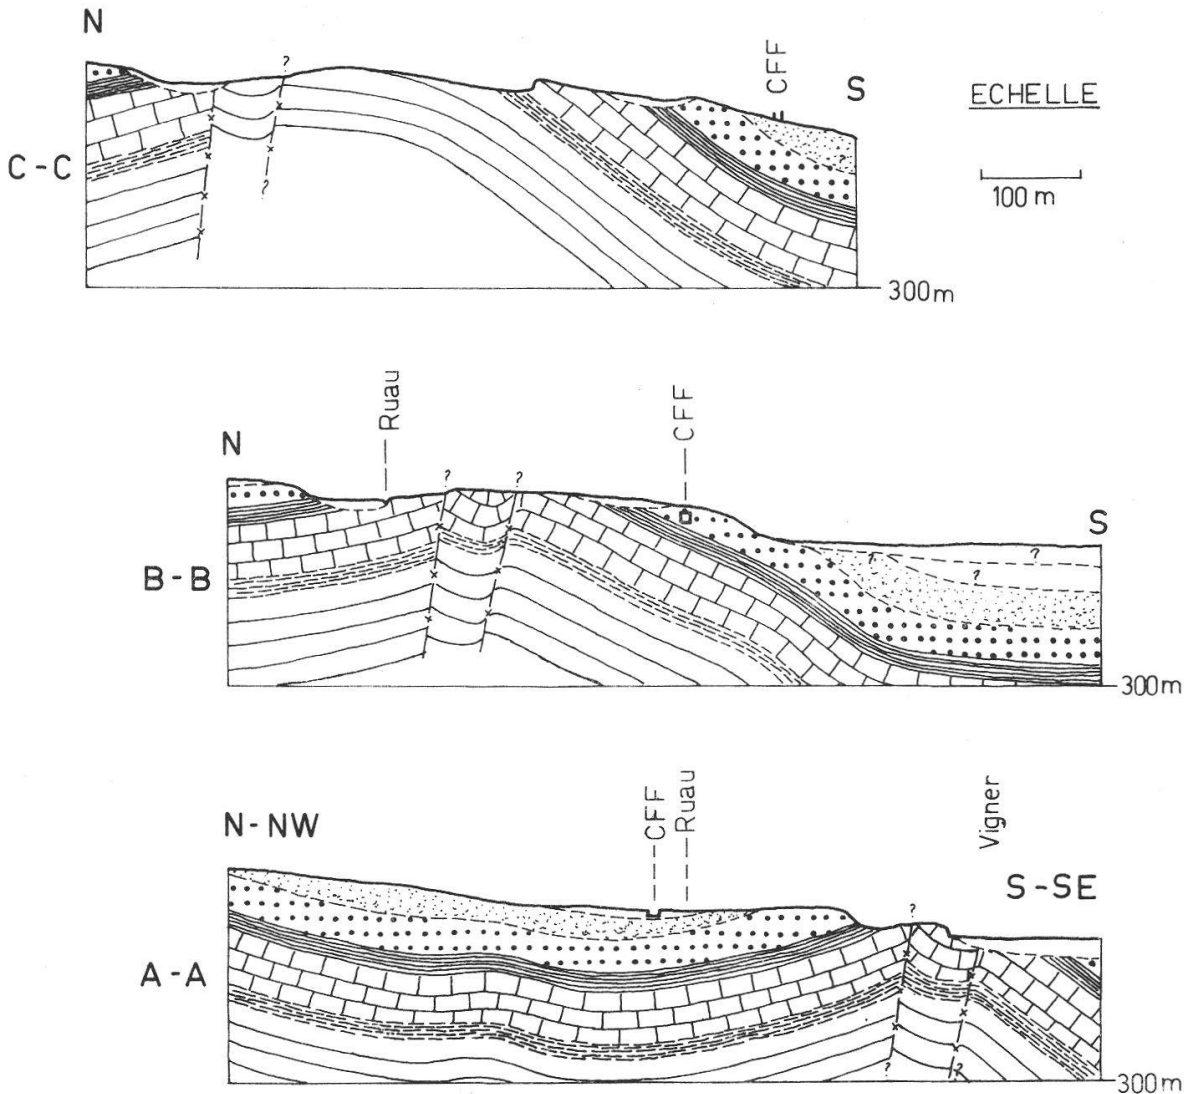 N
CFF
S
ECHELLE
?
C-C
100 m
?
?
300m
Ruau
CFF
N
S
?
?
?
?
?
B-B
300m
CFF
Ruau
Vigner
N-NW
S-SE
?
A-A
?
?
300m